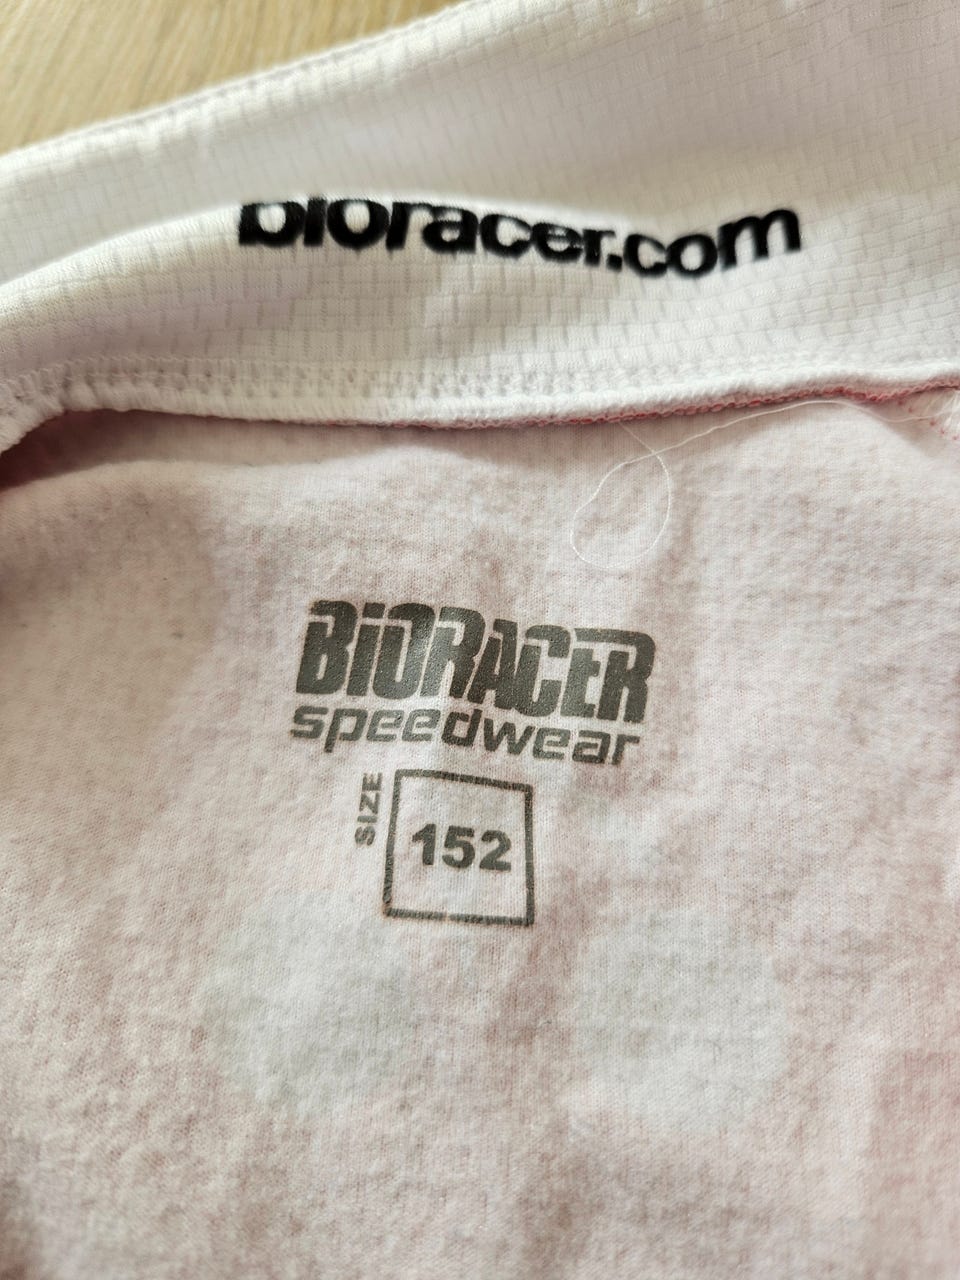 bioracer.com
BiORACER
speedwear
SIZE
152